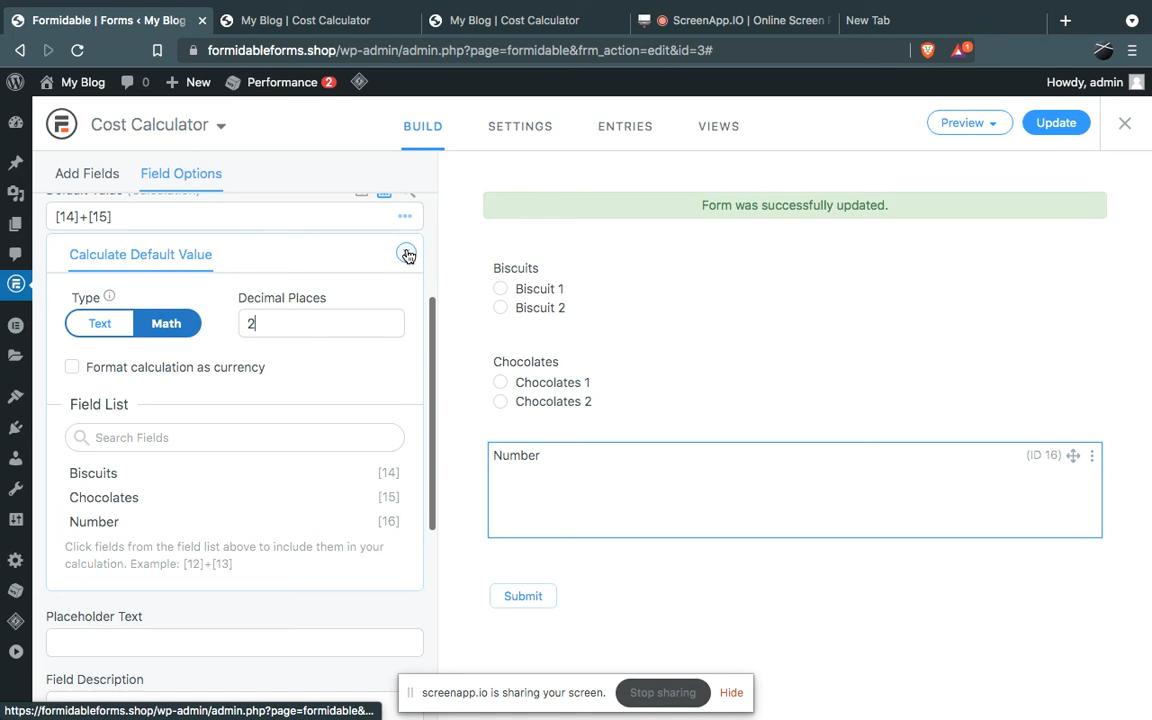 Formidable | Forms < My Blog
My Blog | Cost Calculator
My Blog | Cost Calculator
ScreenApp.IO | Online Screen
New Tab
formidableforms.shop/wp-admin/admin.php?page=formidable&frm_action=edit&id=3#
1
My Blog
0
New
Performance 2
Howdy, admin
Cost Calculator
BUILD
SETTINGS
ENTRIES
VIEWS
Preview
Update
Add Fields
Field Options
Default Value (Calculation)
[14]+[15]
Calculate Default Value
Type
Decimal Places
Text
Math
2
Format calculation as currency
Field List
Search Fields
Biscuits [14]
Chocolates [15]
Number [16]
Click fields from the field list above to include them in your
calculation. Example: [12]+[13]
Placeholder Text
Field Description
Form was successfully updated.
Biscuits
Biscuit 1
Biscuit 2
Chocolates
Chocolates 1
Chocolates 2
Number
(ID 16)
Submit
screenapp.io is sharing your screen.
Stop sharing
Hide
https://formidableforms.shop/wp-admin/admin.php?page=formidable&...